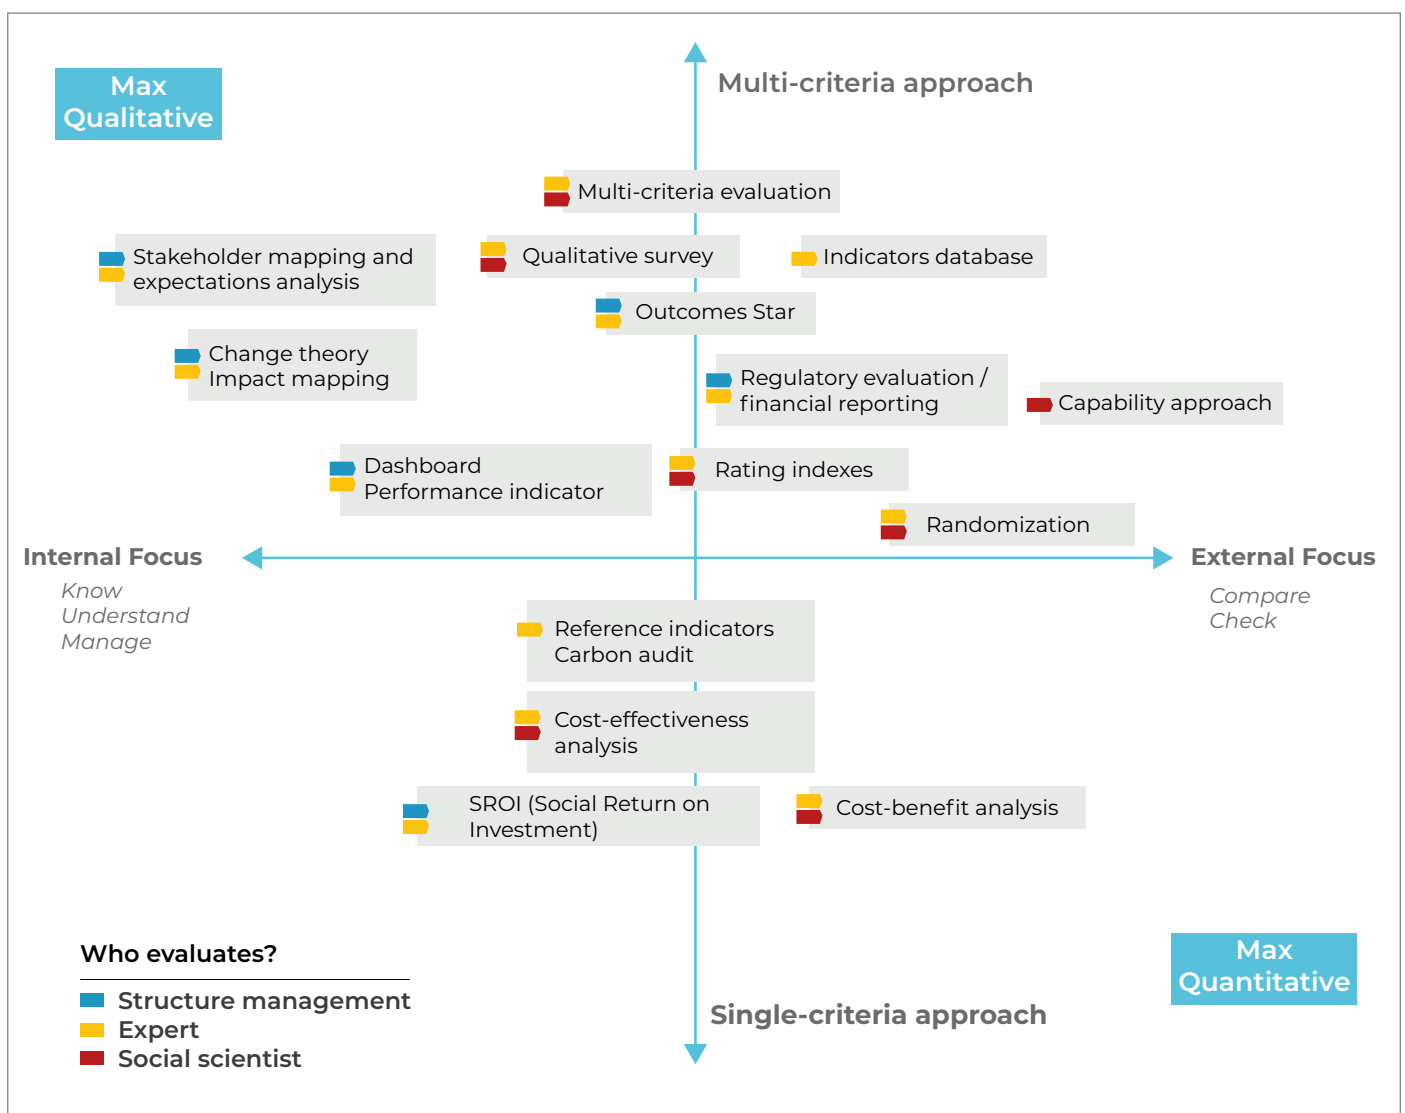 Max
Qualitative
Multi-criteria approach
Multi-criteria evaluation
Stakeholder mapping and
expectations analysis
Qualitative survey
Indicators database
Outcomes Star
Change theory
Impact mapping
Regulatory evaluation /
financial reporting
Capability approach
Dashboard
Performance indicator
Rating indexes
Randomization
Internal Focus
Know
Understand
Manage
External Focus
Compare
Check
Reference indicators
Carbon audit
Cost-effectiveness
analysis
SROI (Social Return on
Investment)
Cost-benefit analysis
Who evaluates?
Structure management
Expert
Social scientist
Max
Quantitative
Single-criteria approach